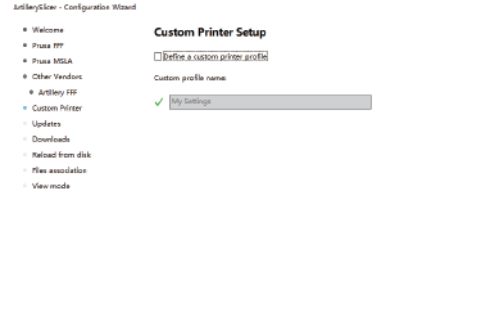 ArtillerySlicer - Configuration Wizard
Welcome
Prusa FFF
Prusa MSLA
Other Vendors
Artillery FFF
Custom Printer
Updates
Downloads
Reload from disk
Files association
View mode
Custom Printer Setup
Define a custom printer profile
Custom profile name:
My Settings